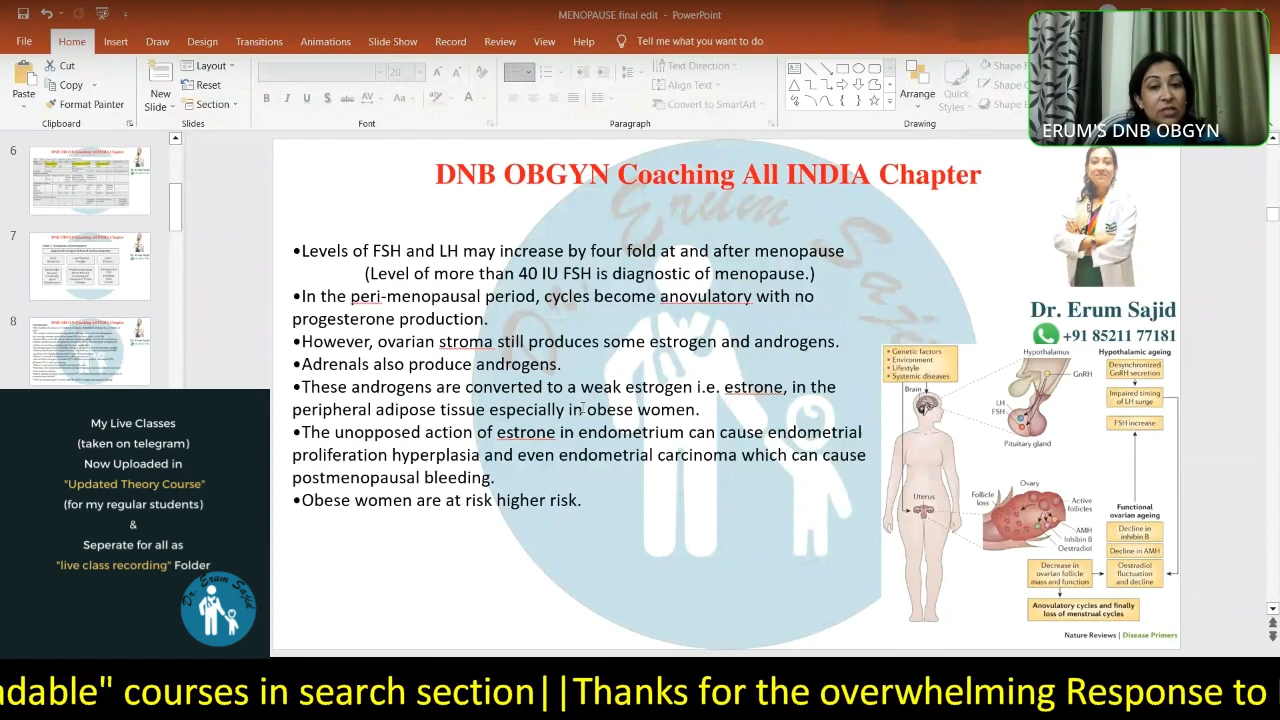 MENOPAUSE final edit - PowerPoint
File Home Insert Draw Design Transitions Animations Slide Show Record Review View Help Tell me what you want to do
Paste
Cut
Copy
Format Painter
Clipboard
New
Slide
Layout
Reset
Section
Slides
20
Font
Text Direction
Align Text
Convert to SmartArt
Paragraph
Arrange
Quick
Styles
Drawing
ERUM'S DNB OBGYN
6
7
DNB OBGYN Coaching All INDIA Chapter
•Levels of FSH and LH may increase by four fold at and after menopause
(Level of more than 40 IU FSH is diagnostic of menopause.)
•In the peri menopausal period, cycles become anovulatory with no
progesterone production.
•However, ovarian stroma still produces some estrogen and androgens.
•Adrenals also produce androgens.
•These androgens are converted to a weak estrogen i.e. estrone, in the
peripheral adipose tissue especially in obese women.
•The unopposed action of estrone in endometrium can cause endometrial
proliferation hyperplasia and even endometrial carcinoma which can cause
postmenopausal bleeding.
•Obese women are at risk higher risk.
Dr. Erum Sajid
+91 85211 77181
• Genetic factors
• Environment
• Lifestyle
• Systemic diseases
Brain
Hypothalamus
GnRH
LH
FSH
Pituitary gland
Hypothalamic ageing
Desynchronized
GnRH secretion
Impaired timing
of LH surge
FSH increase
Uterus
Ovary
Follicle
loss
Active
follicles
AMH
Inhibin B
Oestradiol
Functional
ovarian ageing
Decline in
inhibin B
Decline in AMH
Oestradiol
fluctuation
and decline
Decrease in
ovarian follicle
mass and function
Anovulatory cycles and finally
loss of menstrual cycles
Nature Reviews | Disease Primers
My Live Classes
(taken on telegram)
Now Uploaded in
"Updated Theory Course"
(for my regular students)
&
Seperate for all as
"live class recording" Folder
Dr. Erum Sajid
adable" courses in search section||Thanks for the overwhelming Response to